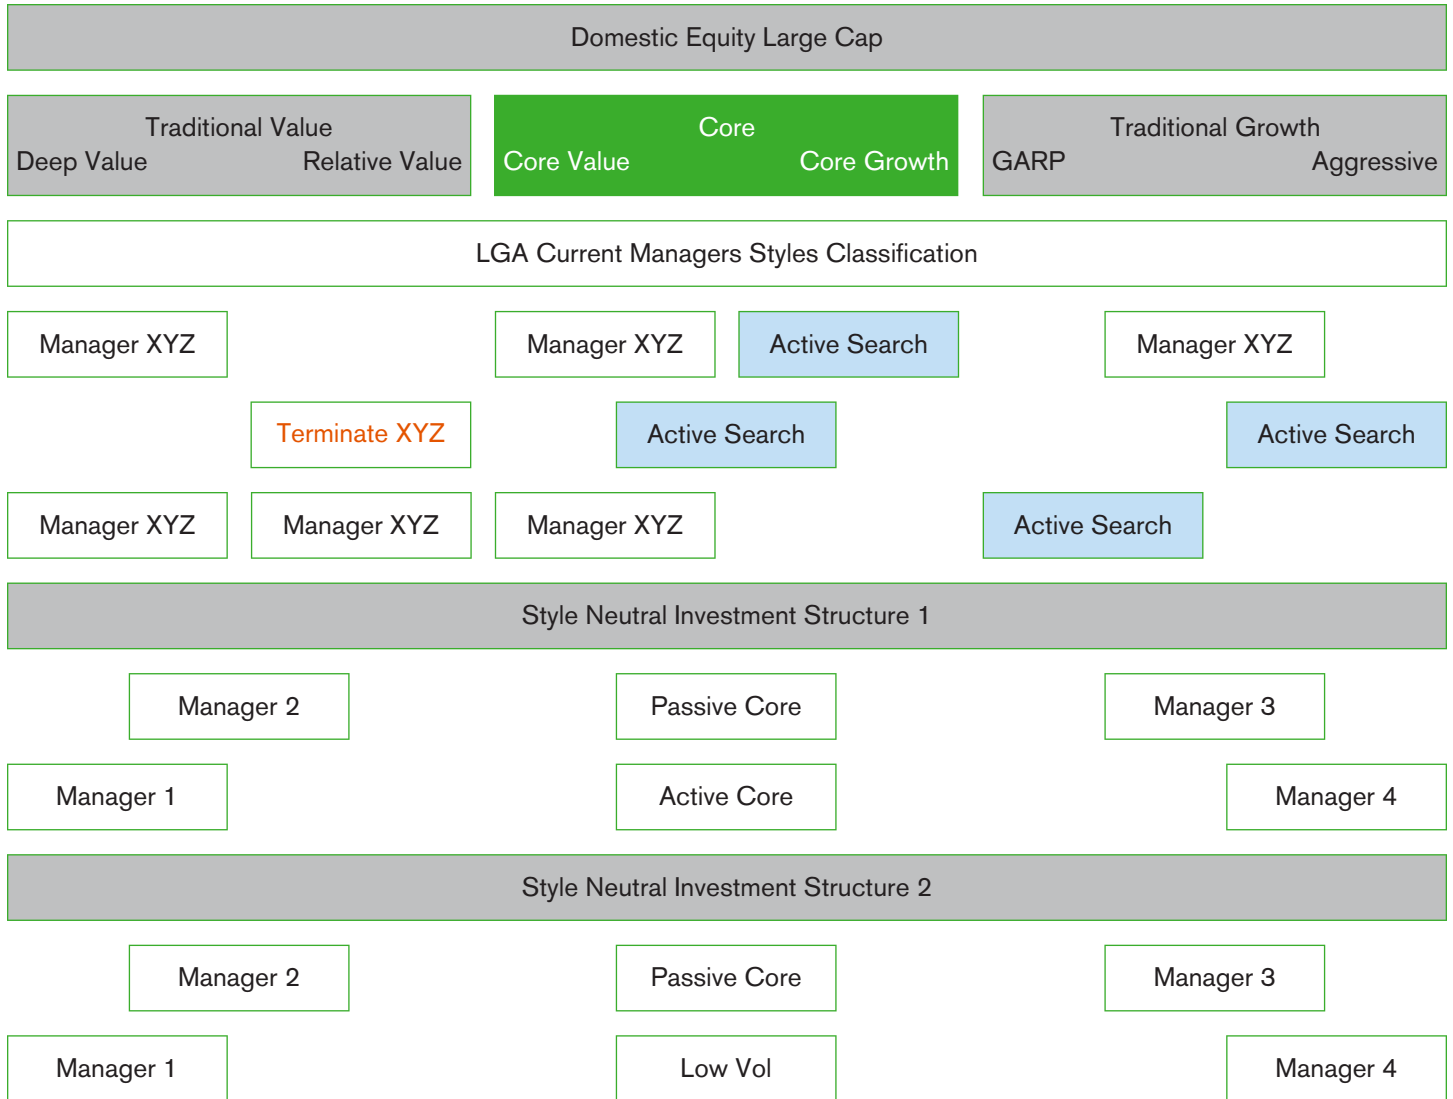 Domestic Equity Large Cap
Traditional Value
Deep Value Relative Value
Core
Core Value Core Growth
Traditional Growth
GARP Aggressive
LGA Current Managers Styles Classification
Manager XYZ Manager XYZ Active Search Manager XYZ
Terminate XYZ Active Search Active Search
Manager XYZ Manager XYZ Manager XYZ Active Search
Style Neutral Investment Structure 1
Manager 2 Passive Core Manager 3
Manager 1 Active Core Manager 4
Style Neutral Investment Structure 2
Manager 2 Passive Core Manager 3
Manager 1 Low Vol Manager 4